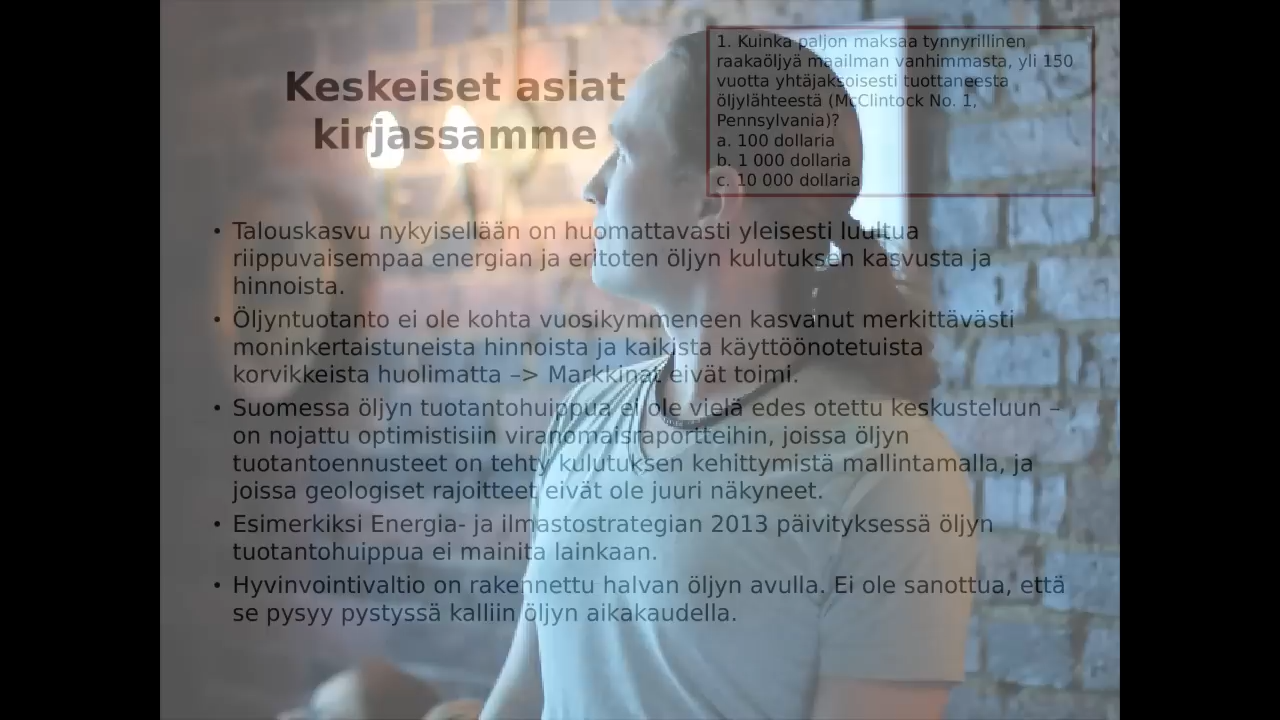 Keskeiset asiat
kirjassamme
1. Kuinka paljon maksaa tynnyrillinen
raakaöljyä maailman vanhimmasta, yli 150
vuotta yhtäjaksoisesti tuottaneesta
öljylähteestä (McClintock No. 1,
Pennsylvania)?
a. 100 dollaria
b. 1 000 dollaria
c. 10 000 dollaria
• Talouskasvu nykyisellään on huomattavasti yleisesti luultua
riippuvaisempaa energian ja eritoten öljyn kulutuksen kasvusta ja
hinnoista.
• Öljyntuotanto ei ole kohta vuosikymmeneen kasvanut merkittävästi
moninkertaistuneista hinnoista ja kaikista käyttöönotetuista
korvikkeista huolimatta –> Markkinat eivät toimi.
• Suomessa öljyn tuotantohuippua ei ole vielä edes otettu keskusteluun –
on nojattu optimistisiin viranomaisraportteihin, joissa öljyn
tuotantoennusteet on tehty kulutuksen kehittymistä mallintamalla, ja
joissa geologiset rajoitteet eivät ole juuri näkyneet.
• Esimerkiksi Energia- ja ilmastostrategian 2013 päivityksessä öljyn
tuotantohuippua ei mainita lainkaan.
• Hyvinvointivaltio on rakennettu halvan öljyn avulla. Ei ole sanottua, että
se pysyy pystyssä kalliin öljyn aikakaudella.